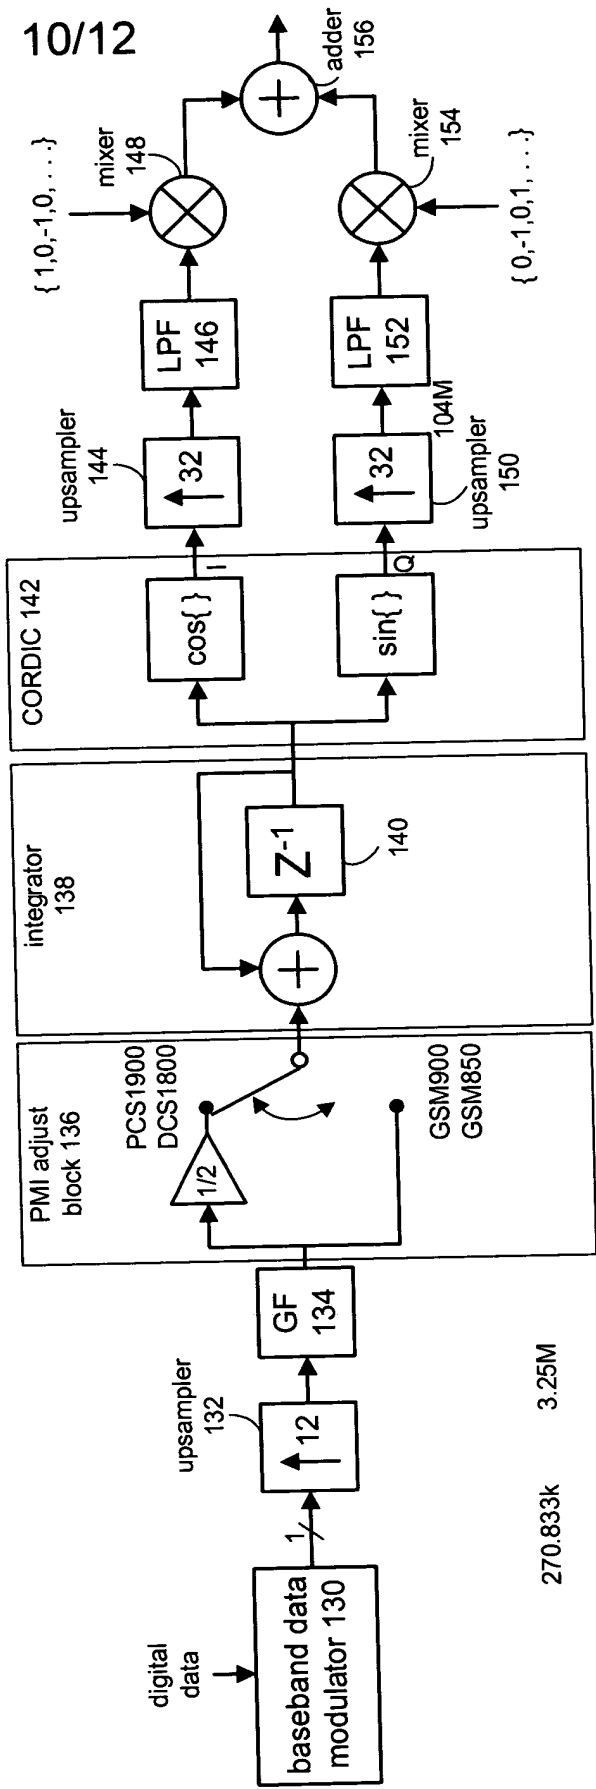 10/12
digital
data
baseband data
modulator 130
1
270.833k
upsampler
132
12
3.25M
GF
134
PMI adjust
block 136
1/2
PCS1900
DCS1800
GSM900
GSM850
integrator
138
+
Z-1
140
CORDIC 142
cos{ }
I
sin{ }
Q
upsampler
144
32
32
104M
upsampler
150
LPF
146
LPF
152
{ 1,0,-1,0, . . .}
mixer
148
{ 0,-1,0,1, . . .}
mixer
154
+
adder
156